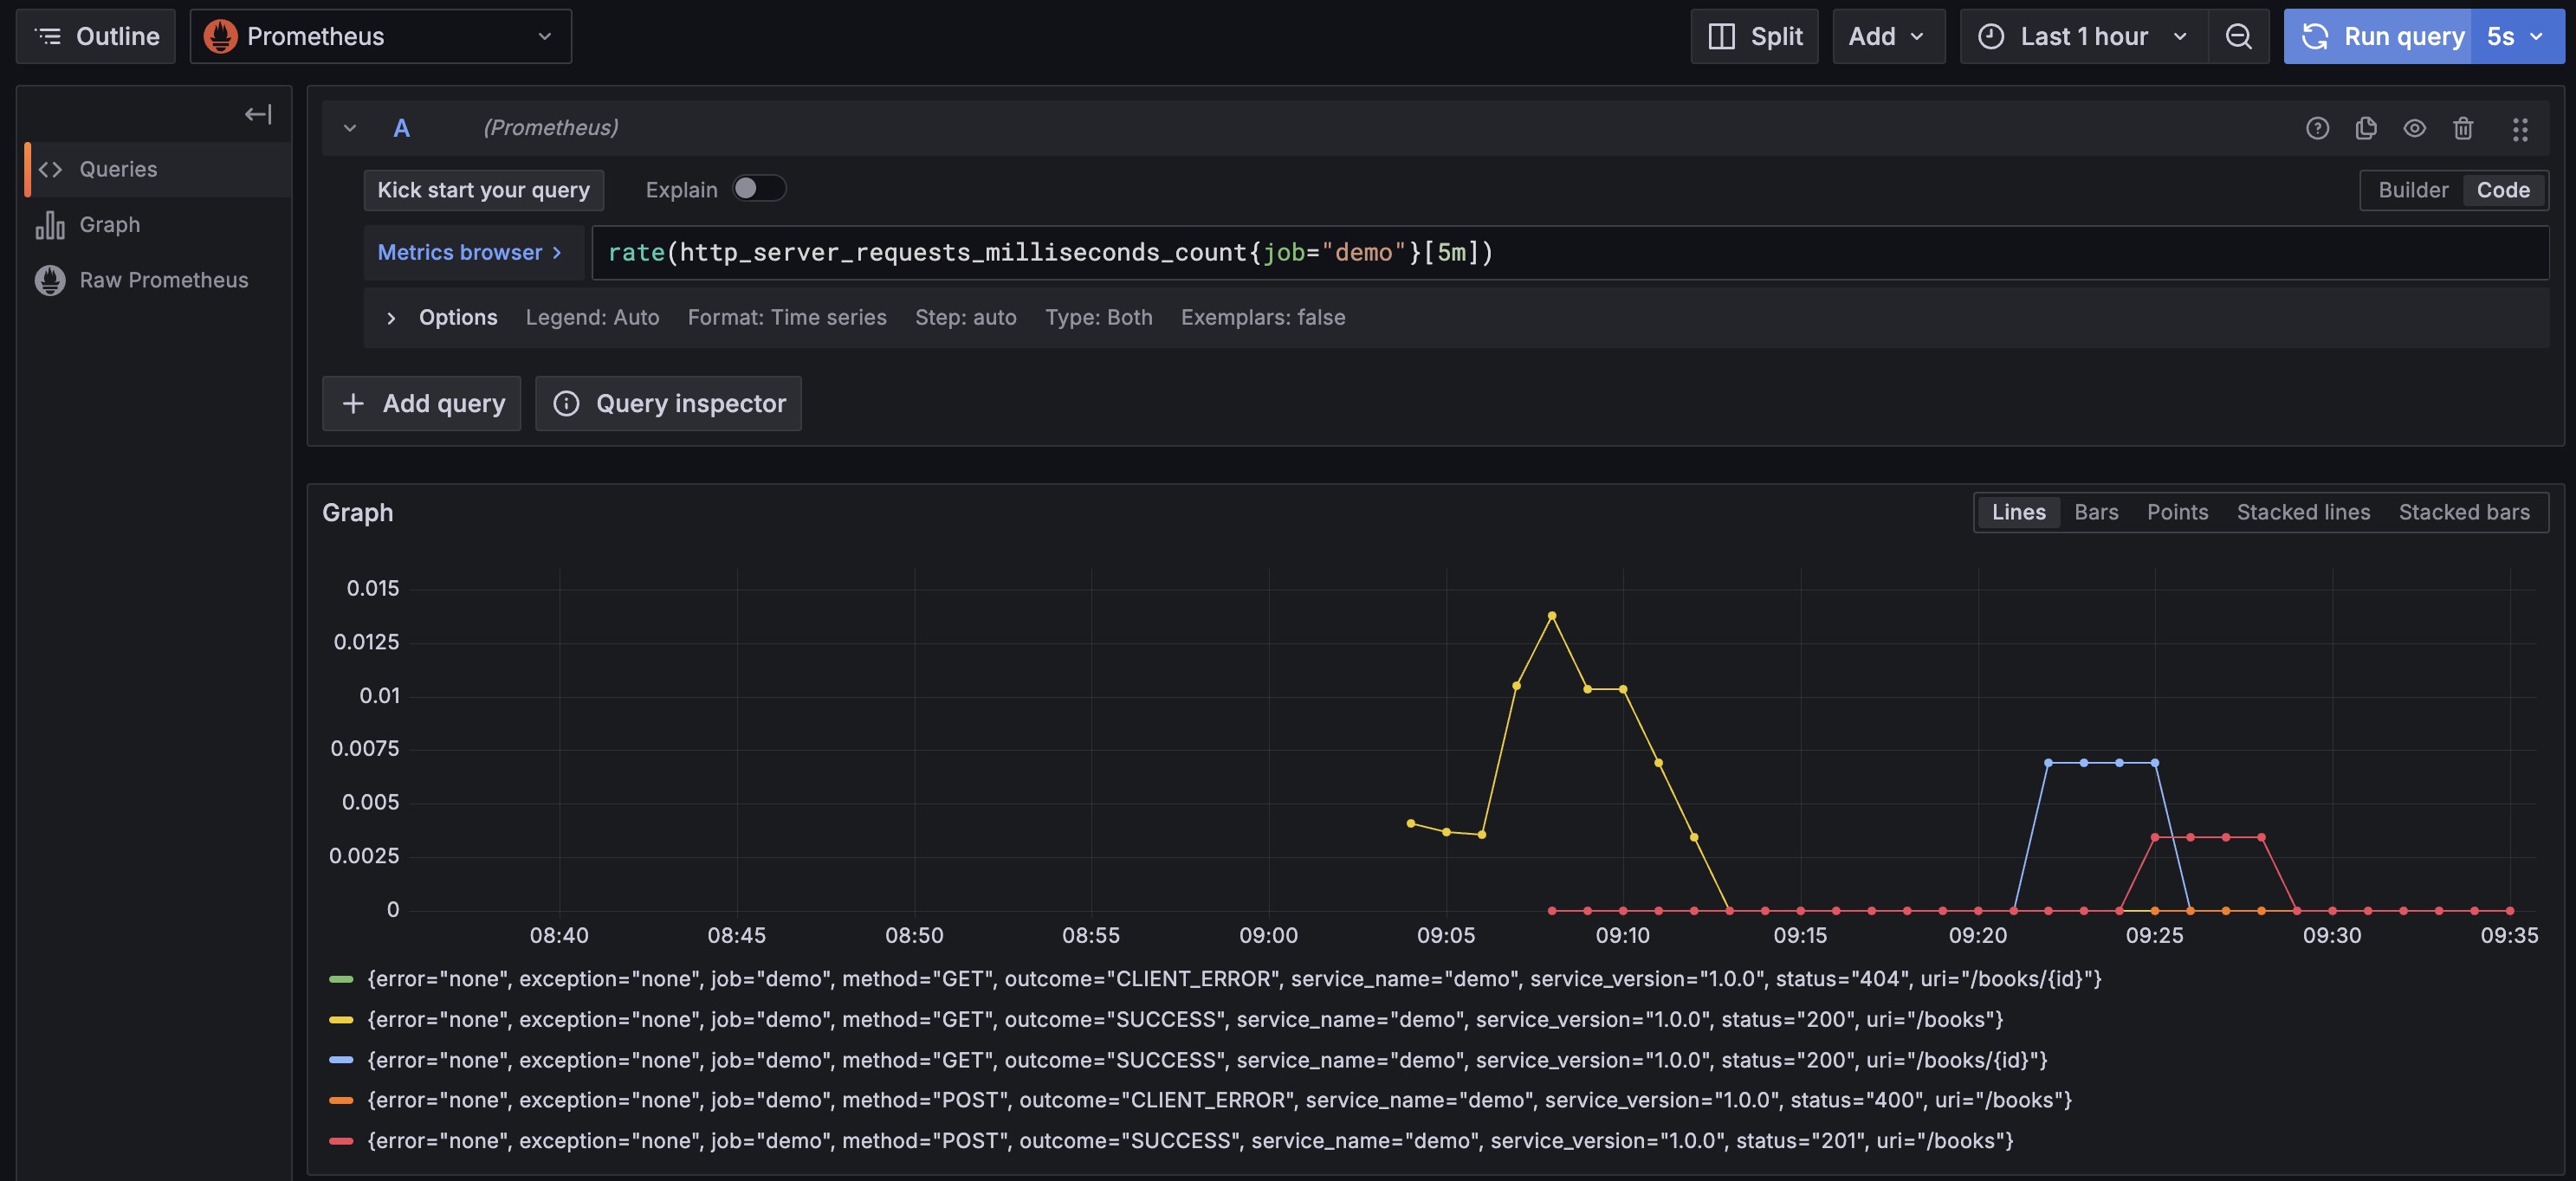 Outline Prometheus Split Add Last 1 hour Run query 5s
A (Prometheus)
Queries
Kick start your query Explain Builder Code
Graph
Metrics browser > rate(http_server_requests_milliseconds_count{job="demo"}[5m])
Raw Prometheus
Options Legend: Auto Format: Time series Step: auto Type: Both Exemplars: false
+ Add query Query inspector
Graph Lines Bars Points Stacked lines Stacked bars
0.015
0.0125
0.01
0.0075
0.005
0.0025
0
08:40 08:45 08:50 08:55 09:00 09:05 09:10 09:15 09:20 09:25 09:30 09:35
{error="none", exception="none", job="demo", method="GET", outcome="CLIENT_ERROR", service_name="demo", service_version="1.0.0", status="404", uri="/books/{id}"}
{error="none", exception="none", job="demo", method="GET", outcome="SUCCESS", service_name="demo", service_version="1.0.0", status="200", uri="/books"}
{error="none", exception="none", job="demo", method="GET", outcome="SUCCESS", service_name="demo", service_version="1.0.0", status="200", uri="/books/{id}"}
{error="none", exception="none", job="demo", method="POST", outcome="CLIENT_ERROR", service_name="demo", service_version="1.0.0", status="400", uri="/books"}
{error="none", exception="none", job="demo", method="POST", outcome="SUCCESS", service_name="demo", service_version="1.0.0", status="201", uri="/books"}